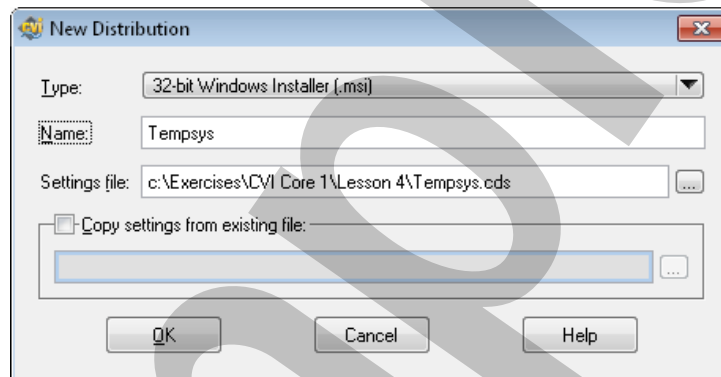 New Distribution
Type: 32-bit Windows Installer (.msi)
Name: Tempsys
Settings file: c:\Exercises\CVI Core 1\Lesson 4\Tempsys.cds ...
Copy settings from existing file:
...
OK Cancel Help